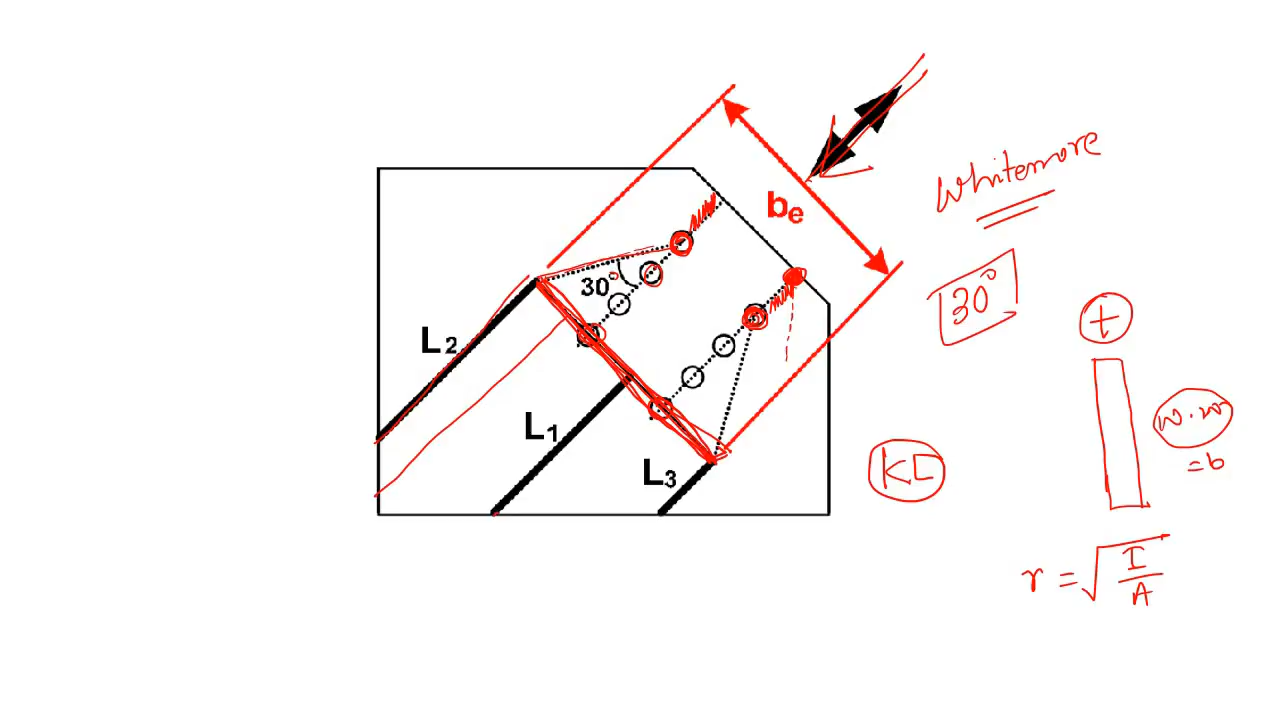 be
Whitemore
30°
30°
L2
L1
L3
t
KL
w.w
= b
r = √ I / A